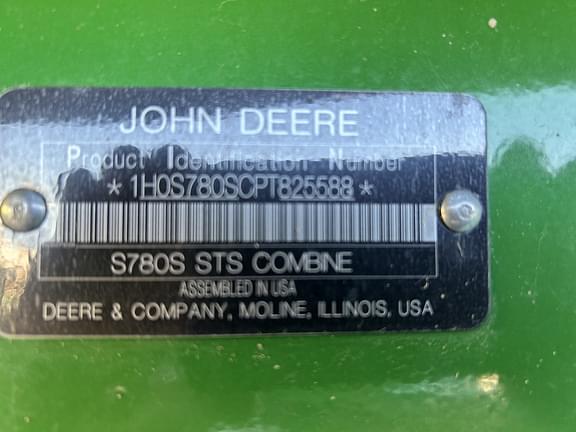 JOHN DEERE
Product Identification Number
* 1H0S780SCPT825588 *
S780S STS COMBINE
ASSEMBLED IN USA
DEERE & COMPANY, MOLINE, ILLINOIS, USA